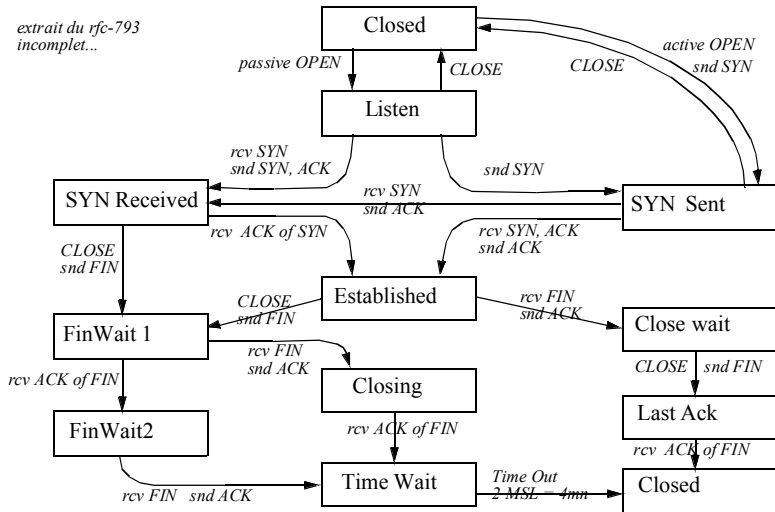 extrait du rfc-793
incomplet...
Closed
passive OPEN
CLOSE
active OPEN
snd SYN
CLOSE
Listen
rcv SYN
snd SYN, ACK
snd SYN
SYN Received
rcv SYN
snd ACK
SYN Sent
rcv ACK of SYN
rcv SYN, ACK
snd ACK
CLOSE
snd FIN
Established
CLOSE
snd FIN
rcv FIN
snd ACK
FinWait 1
Close wait
rcv FIN
snd ACK
rcv ACK of FIN
Closing
CLOSE snd FIN
FinWait2
rcv ACK of FIN
Last Ack
rcv ACK of FIN
rcv FIN snd ACK
Time Wait
Time Out
2 MSL = 4mn
Closed